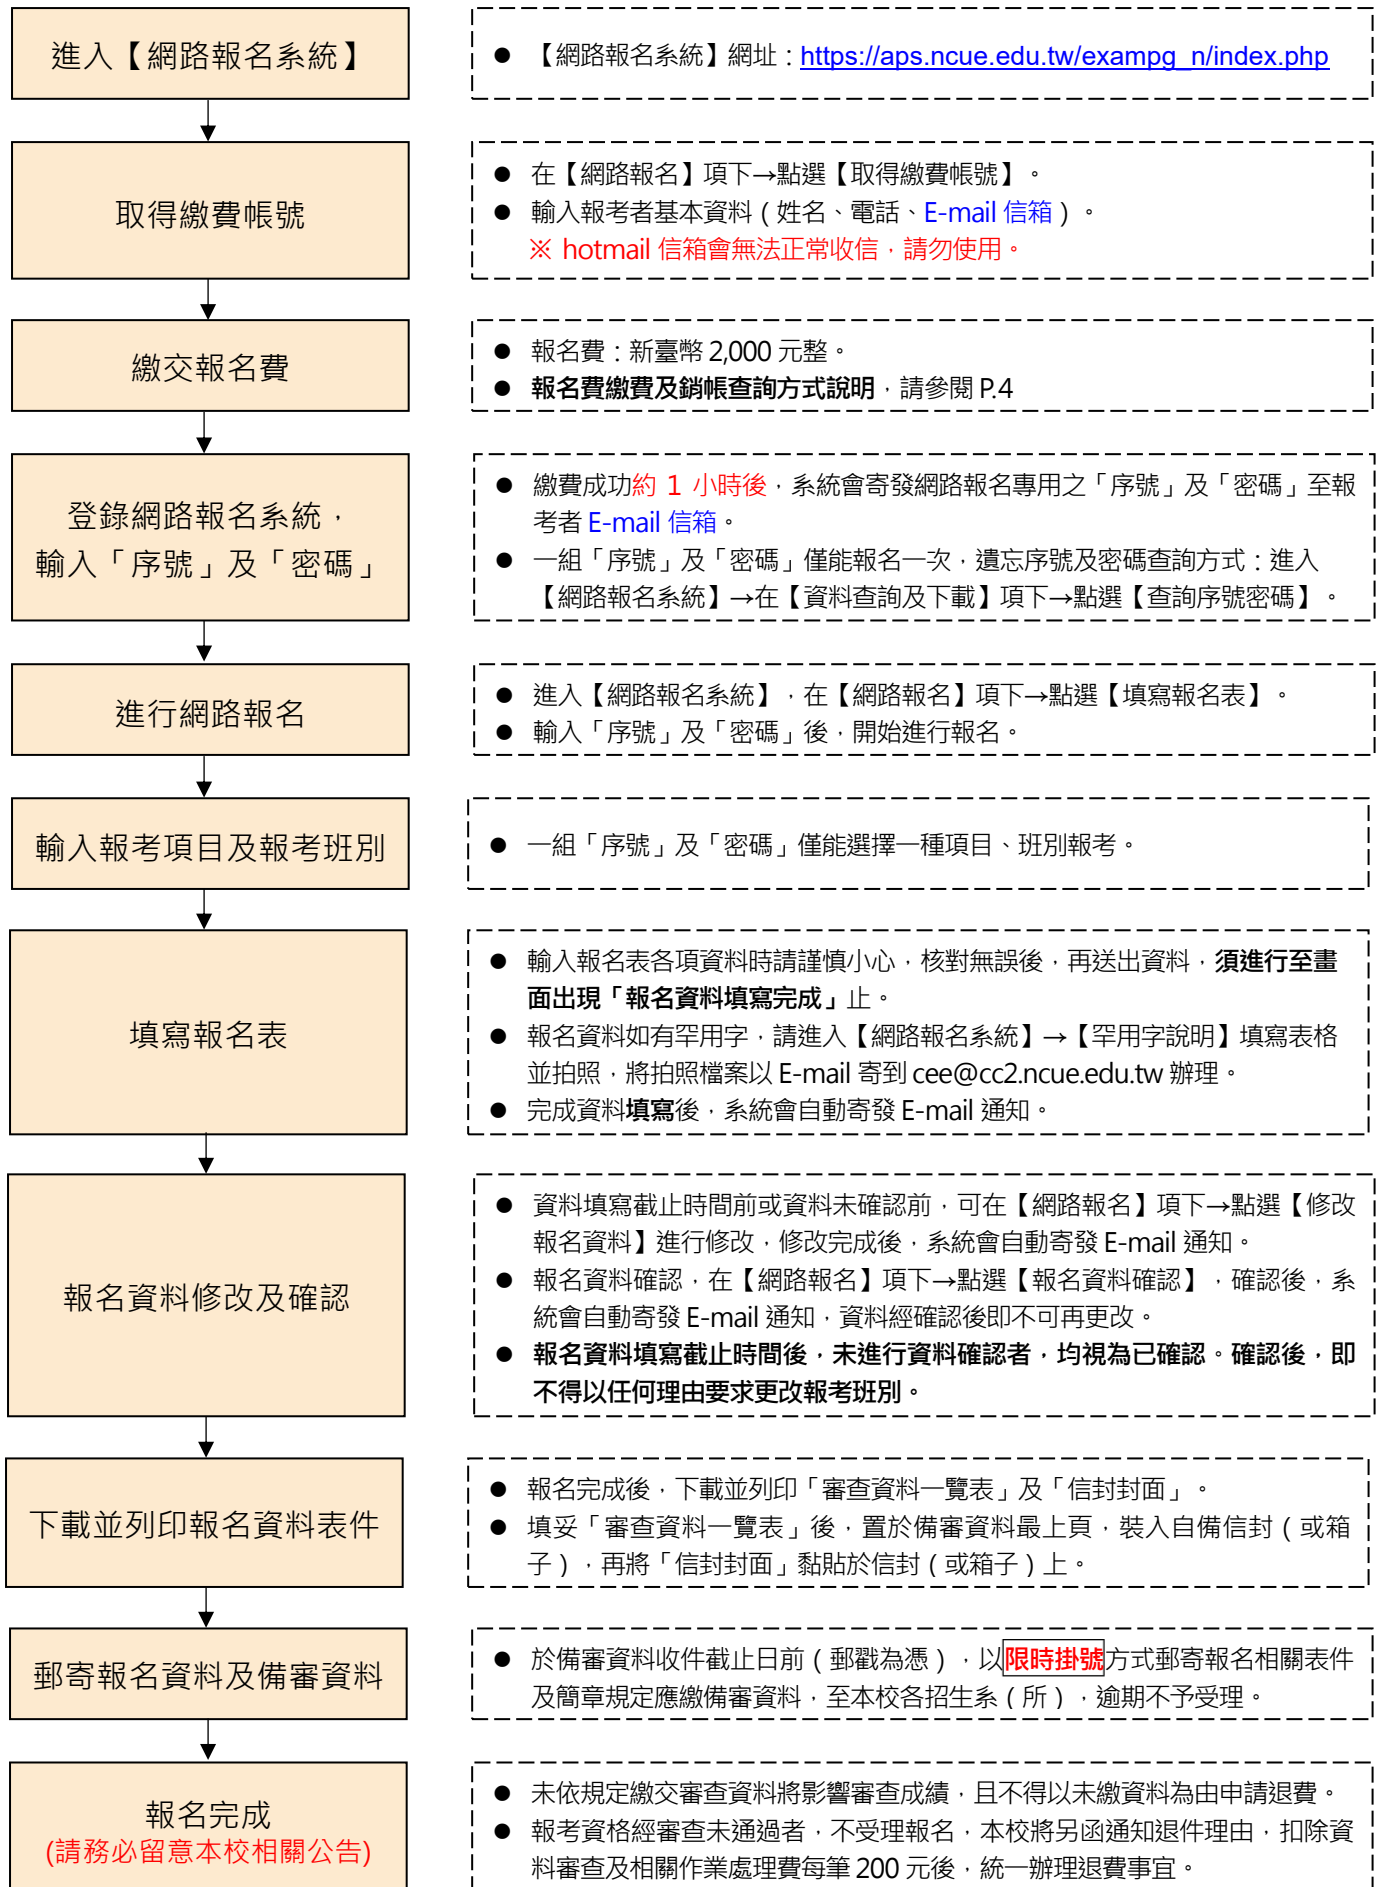 進入【網路報名系統】
● 【網路報名系統】網址：https://aps.ncue.edu.tw/exampg_n/index.php
取得繳費帳號
● 在【網路報名】項下→點選【取得繳費帳號】。
● 輸入報考者基本資料（姓名、電話、E-mail 信箱）。
※ hotmail 信箱會無法正常收信，請勿使用。
繳交報名費
● 報名費：新臺幣 2,000 元整。
● 報名費繳費及銷帳查詢方式說明，請參閱 P.4
登錄網路報名系統，
輸入「序號」及「密碼」
● 繳費成功約 1 小時後，系統會寄發網路報名專用之「序號」及「密碼」至報
考者 E-mail 信箱。
● 一組「序號」及「密碼」僅能報名一次，遺忘序號及密碼查詢方式：進入
【網路報名系統】→在【資料查詢及下載】項下→點選【查詢序號密碼】。
進行網路報名
● 進入【網路報名系統】，在【網路報名】項下→點選【填寫報名表】。
● 輸入「序號」及「密碼」後，開始進行報名。
輸入報考項目及報考班別
● 一組「序號」及「密碼」僅能選擇一種項目、班別報考。
填寫報名表
● 輸入報名表各項資料時請謹慎小心，核對無誤後，再送出資料，須進行至畫
面出現「報名資料填寫完成」止。
● 報名資料如有罕用字，請進入【網路報名系統】→【罕用字說明】填寫表格
並拍照，將拍照檔案以 E-mail 寄到 cee@cc2.ncue.edu.tw 辦理。
● 完成資料填寫後，系統會自動寄發 E-mail 通知。
報名資料修改及確認
● 資料填寫截止時間前或資料未確認前，可在【網路報名】項下→點選【修改
報名資料】進行修改，修改完成後，系統會自動寄發 E-mail 通知。
● 報名資料確認，在【網路報名】項下→點選【報名資料確認】，確認後，系
統會自動寄發 E-mail 通知，資料經確認後即不可再更改。
● 報名資料填寫截止時間後，未進行資料確認者，均視為已確認。確認後，即
不得以任何理由要求更改報考班別。
下載並列印報名資料表件
● 報名完成後，下載並列印「審查資料一覽表」及「信封封面」。
● 填妥「審查資料一覽表」後，置於備審資料最上頁，裝入自備信封（或箱
子），再將「信封封面」黏貼於信封（或箱子）上。
郵寄報名資料及備審資料
● 於備審資料收件截止日前（郵戳為憑），以限時掛號方式郵寄報名相關表件
及簡章規定應繳備審資料，至本校各招生系（所），逾期不予受理。
報名完成
(請務必留意本校相關公告)
● 未依規定繳交審查資料將影響審查成績，且不得以未繳資料為由申請退費。
● 報考資格經審查未通過者，不受理報名，本校將另函通知退件理由，扣除資
料審查及相關作業處理費每筆 200 元後，統一辦理退費事宜。